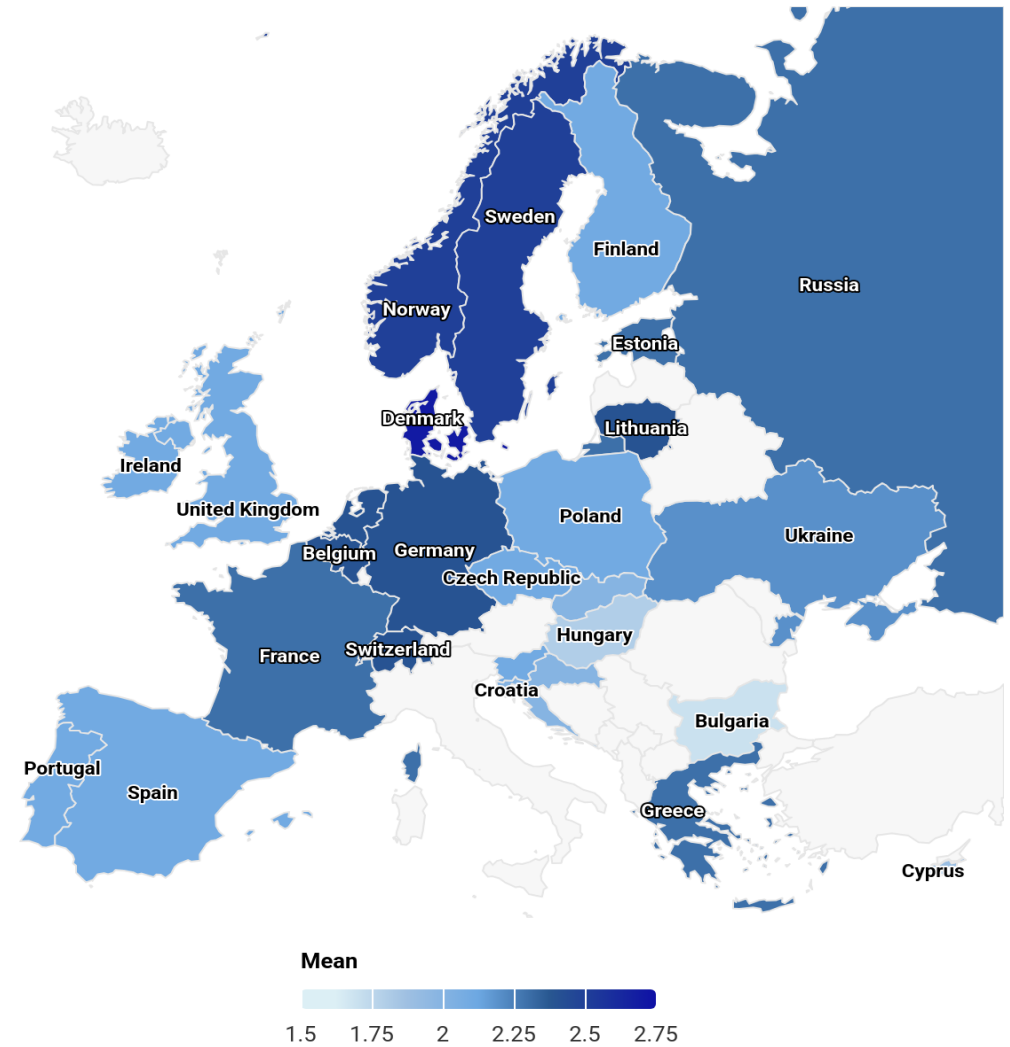 Sweden
Finland
Russia
Norway
Estonia
Denmark
Lithuania
Ireland
United Kingdom
Poland
Ukraine
Belgium
Germany
Czech Republic
Hungary
Switzerland
France
Croatia
Bulgaria
Portugal
Spain
Greece
Cyprus
Mean
1.5 1.75 2 2.25 2.5 2.75